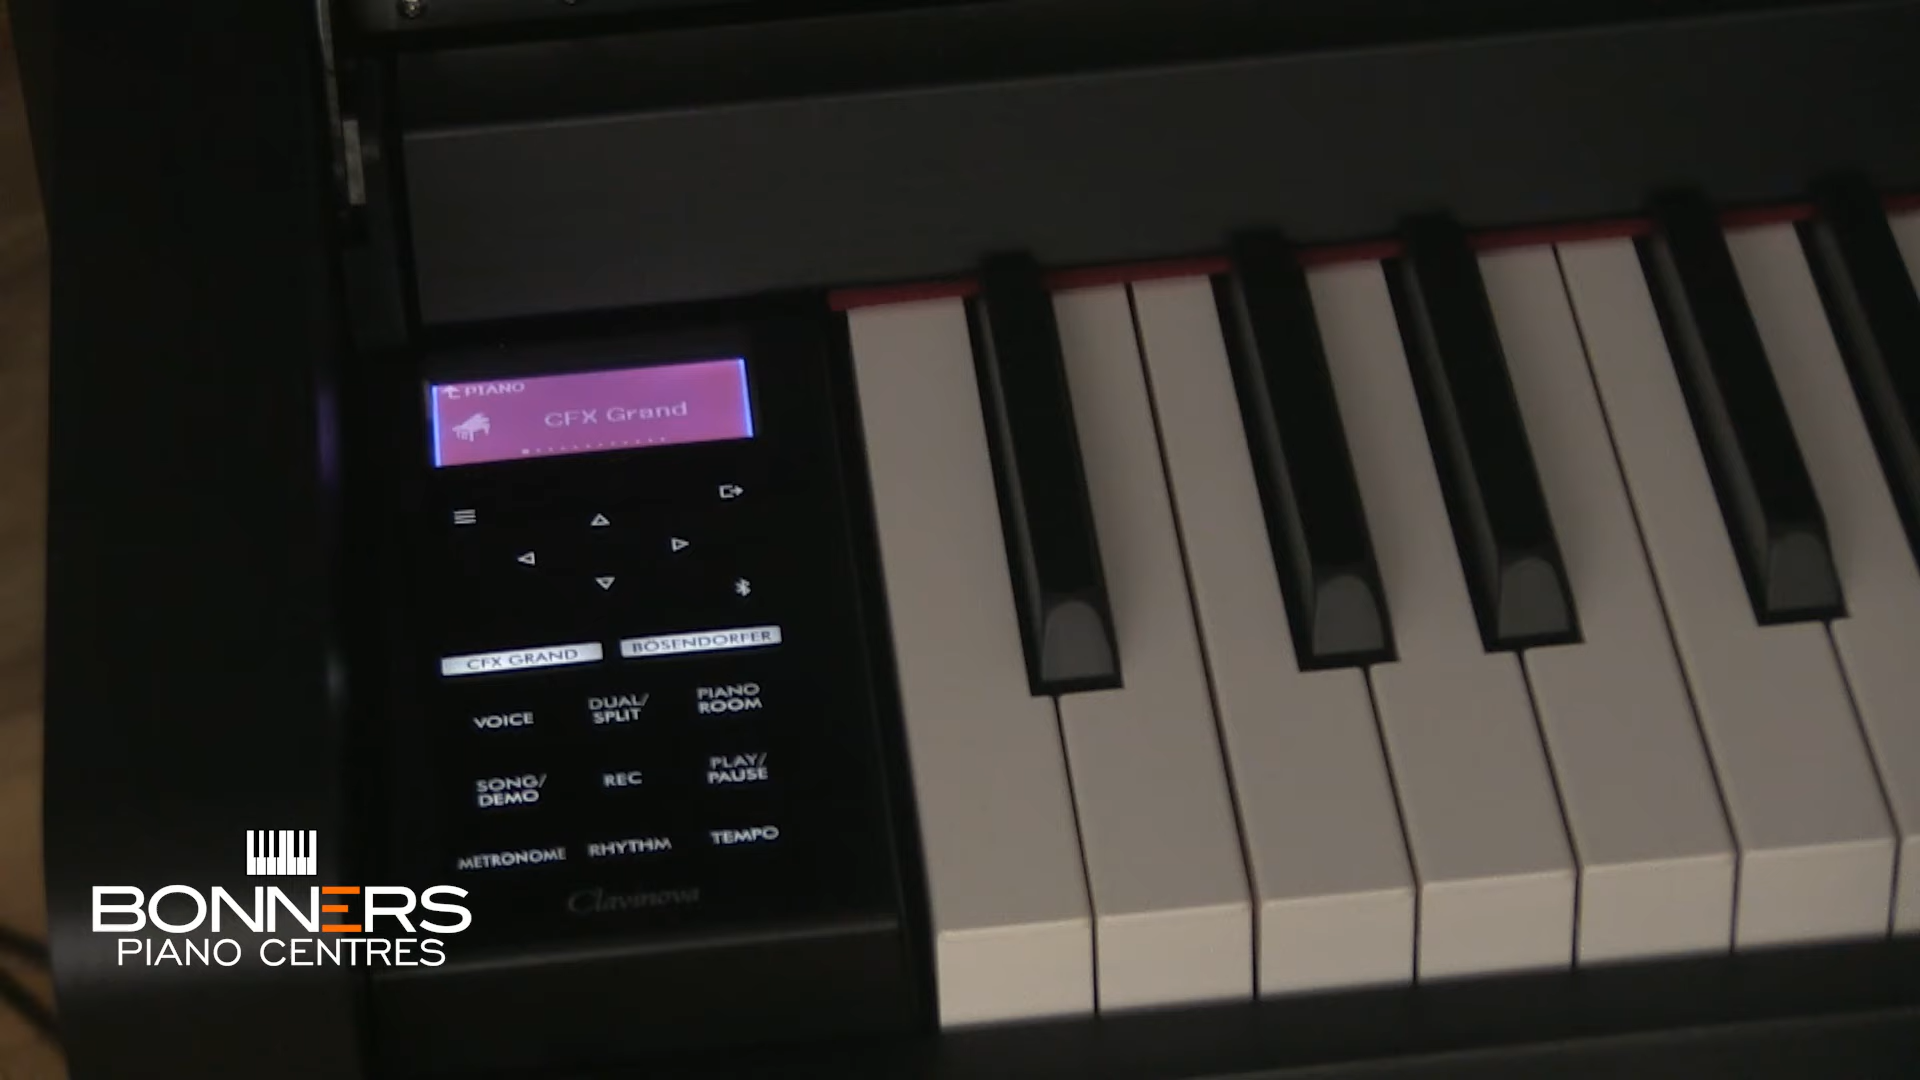 PIANO
CFX Grand
CFX GRAND
BÖSENDORFER
VOICE
DUAL/
SPLIT
PIANO
ROOM
SONG/
DEMO
REC
PLAY/
PAUSE
METRONOME
RHYTHM
TEMPO
Clavinova
BONNERS
PIANO CENTRES